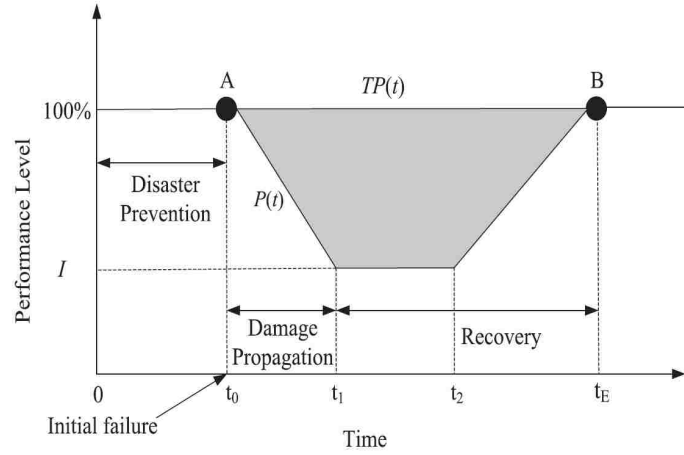 A
B
TP(t)
100%
Disaster
Prevention
P(t)
I
Performance Level
Damage
Propagation
Recovery
0
t0
t1
t2
tE
Initial failure
Time